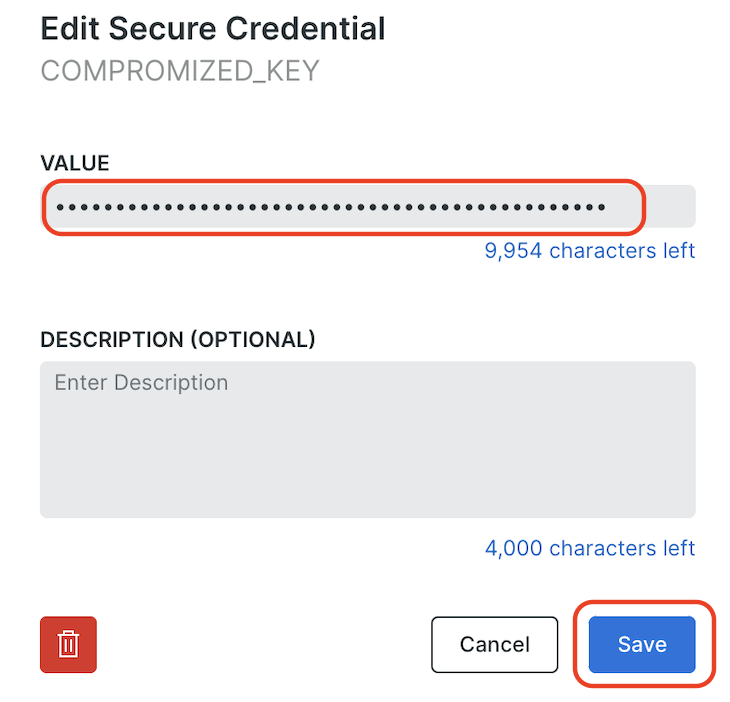 Edit Secure Credential
COMPROMIZED_KEY
VALUE
••••••••••••••••••••••••••••••••••••••••••••••
9,954 characters left
DESCRIPTION (OPTIONAL)
Enter Description
4,000 characters left
Cancel
Save